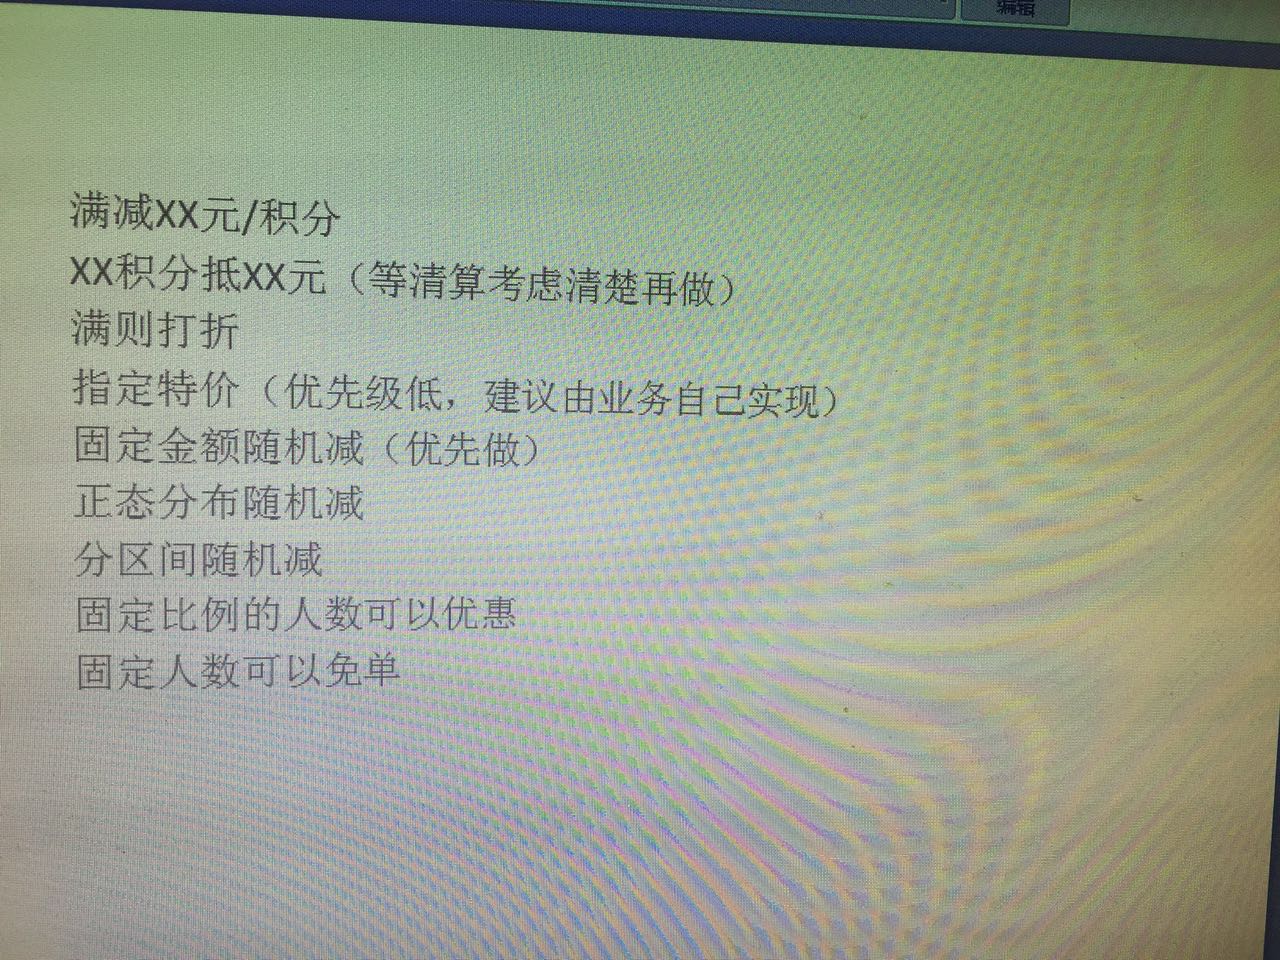 编辑
满减XX元/积分
XX积分抵XX元（等清算考虑清楚再做）
满则打折
指定特价（优先级低，建议由业务自己实现）
固定金额随机减（优先做）
正态分布随机减
分区间随机减
固定比例的人数可以优惠
固定人数可以免单